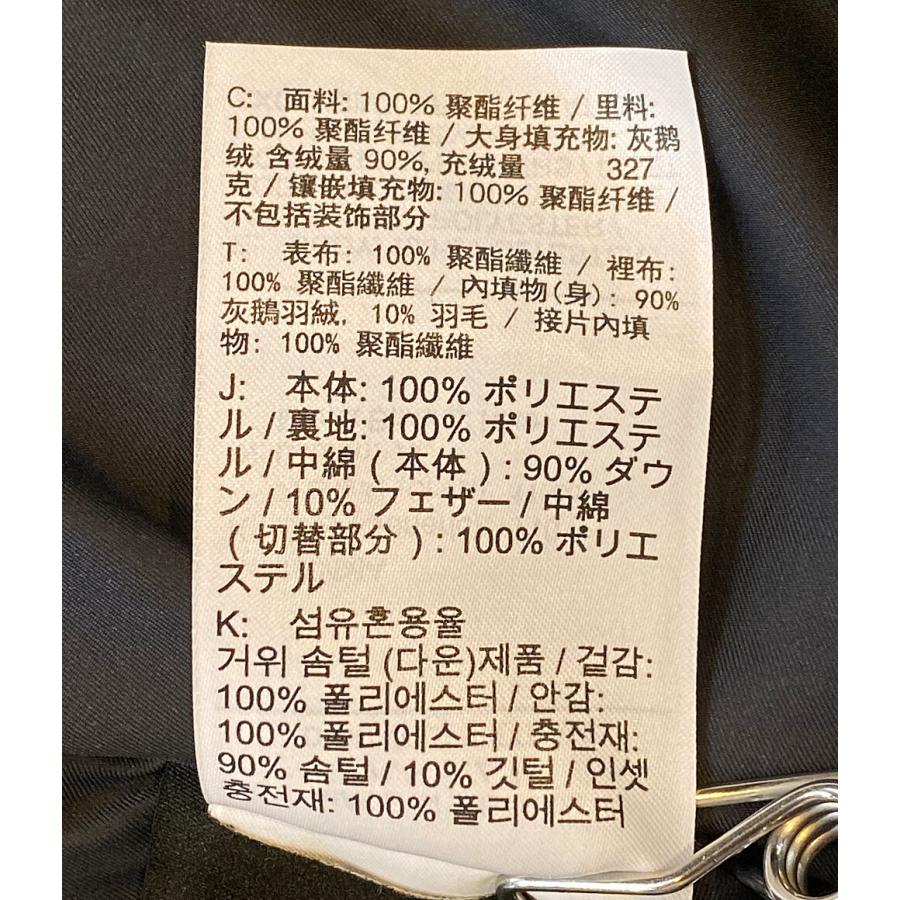 C: 面料: 100% 聚酯纤维 / 里料:
100% 聚酯纤维 / 大身填充物: 灰鹅
绒 含绒量 90%, 充绒量 327
克 / 镶嵌填充物: 100% 聚酯纤维 /
不包括装饰部分
T: 表布: 100% 聚酯纖維 / 裡布:
100% 聚酯纖維 / 內填物(身): 90%
灰鵝羽絨, 10% 羽毛 / 接片內填
物: 100% 聚酯纖維
J: 本体: 100% ポリエステ
ル / 裏地: 100% ポリエステ
ル / 中綿 ( 本体 ) : 90% ダウ
ン / 10% フェザー / 中綿
( 切替部分 ) : 100% ポリエ
ステル
K: 섬유혼용율
거위 솜털 (다운)제품 / 겉감:
100% 폴리에스터 / 안감:
100% 폴리에스터 / 충전재:
90% 솜털 / 10% 깃털 / 인셋
충전재: 100% 폴리에스터